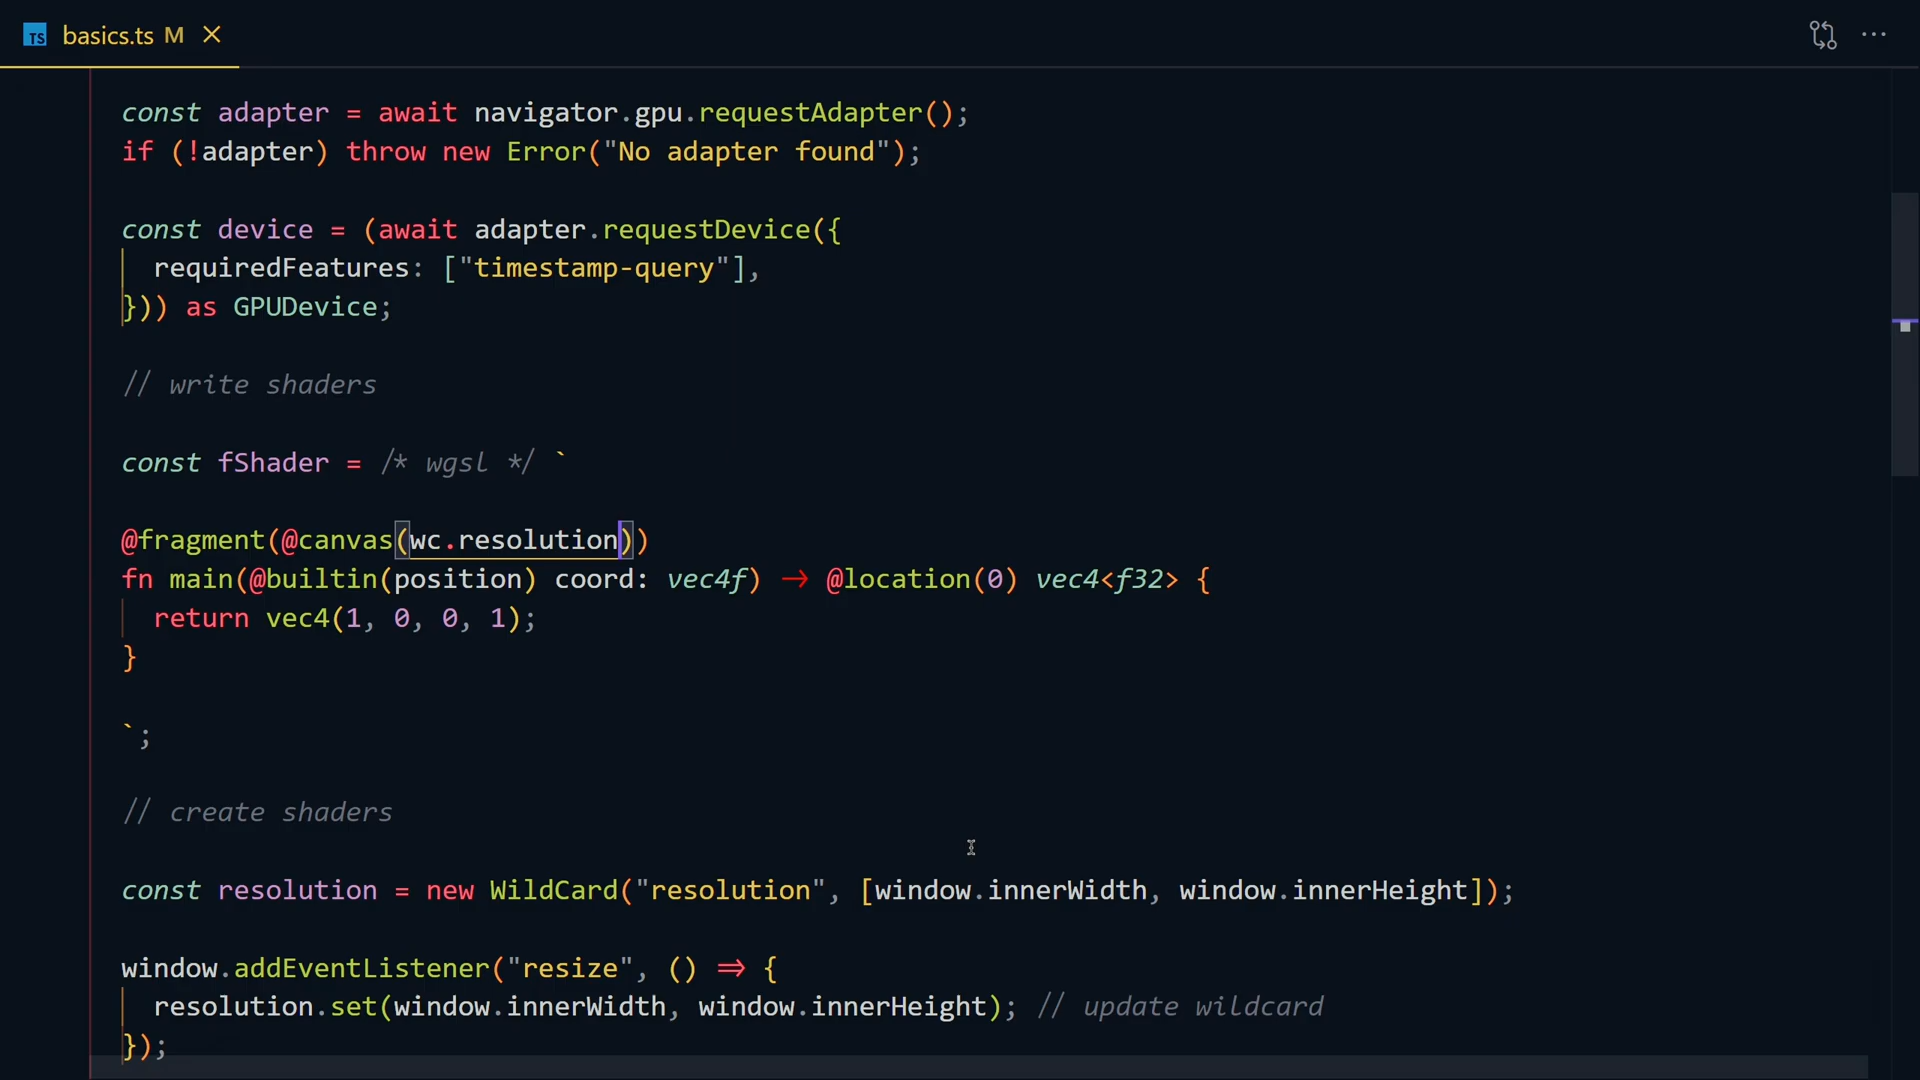 TS basics.ts M
const adapter = await navigator.gpu.requestAdapter();
if (!adapter) throw new Error("No adapter found");
const device = (await adapter.requestDevice({
requiredFeatures: ["timestamp-query"],
})) as GPUDevice;
// write shaders
const fShader = /* wgsl */ `
@fragment(@canvas(wc.resolution))
fn main(@builtin(position) coord: vec4f) -> @location(0) vec4<f32> {
return vec4(1, 0, 0, 1);
}
`;
// create shaders
const resolution = new WildCard("resolution", [window.innerWidth, window.innerHeight]);
window.addEventListener("resize", () => {
resolution.set(window.innerWidth, window.innerHeight); // update wildcard
});